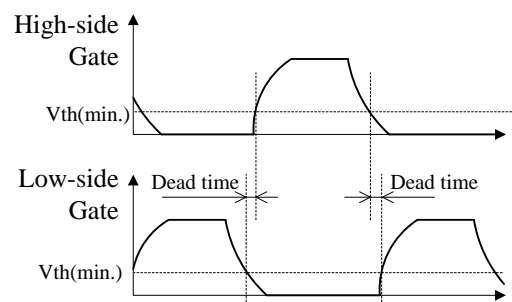 High-side
Gate
Vth(min.)
Low-side
Gate
Dead time
Dead time
Vth(min.)